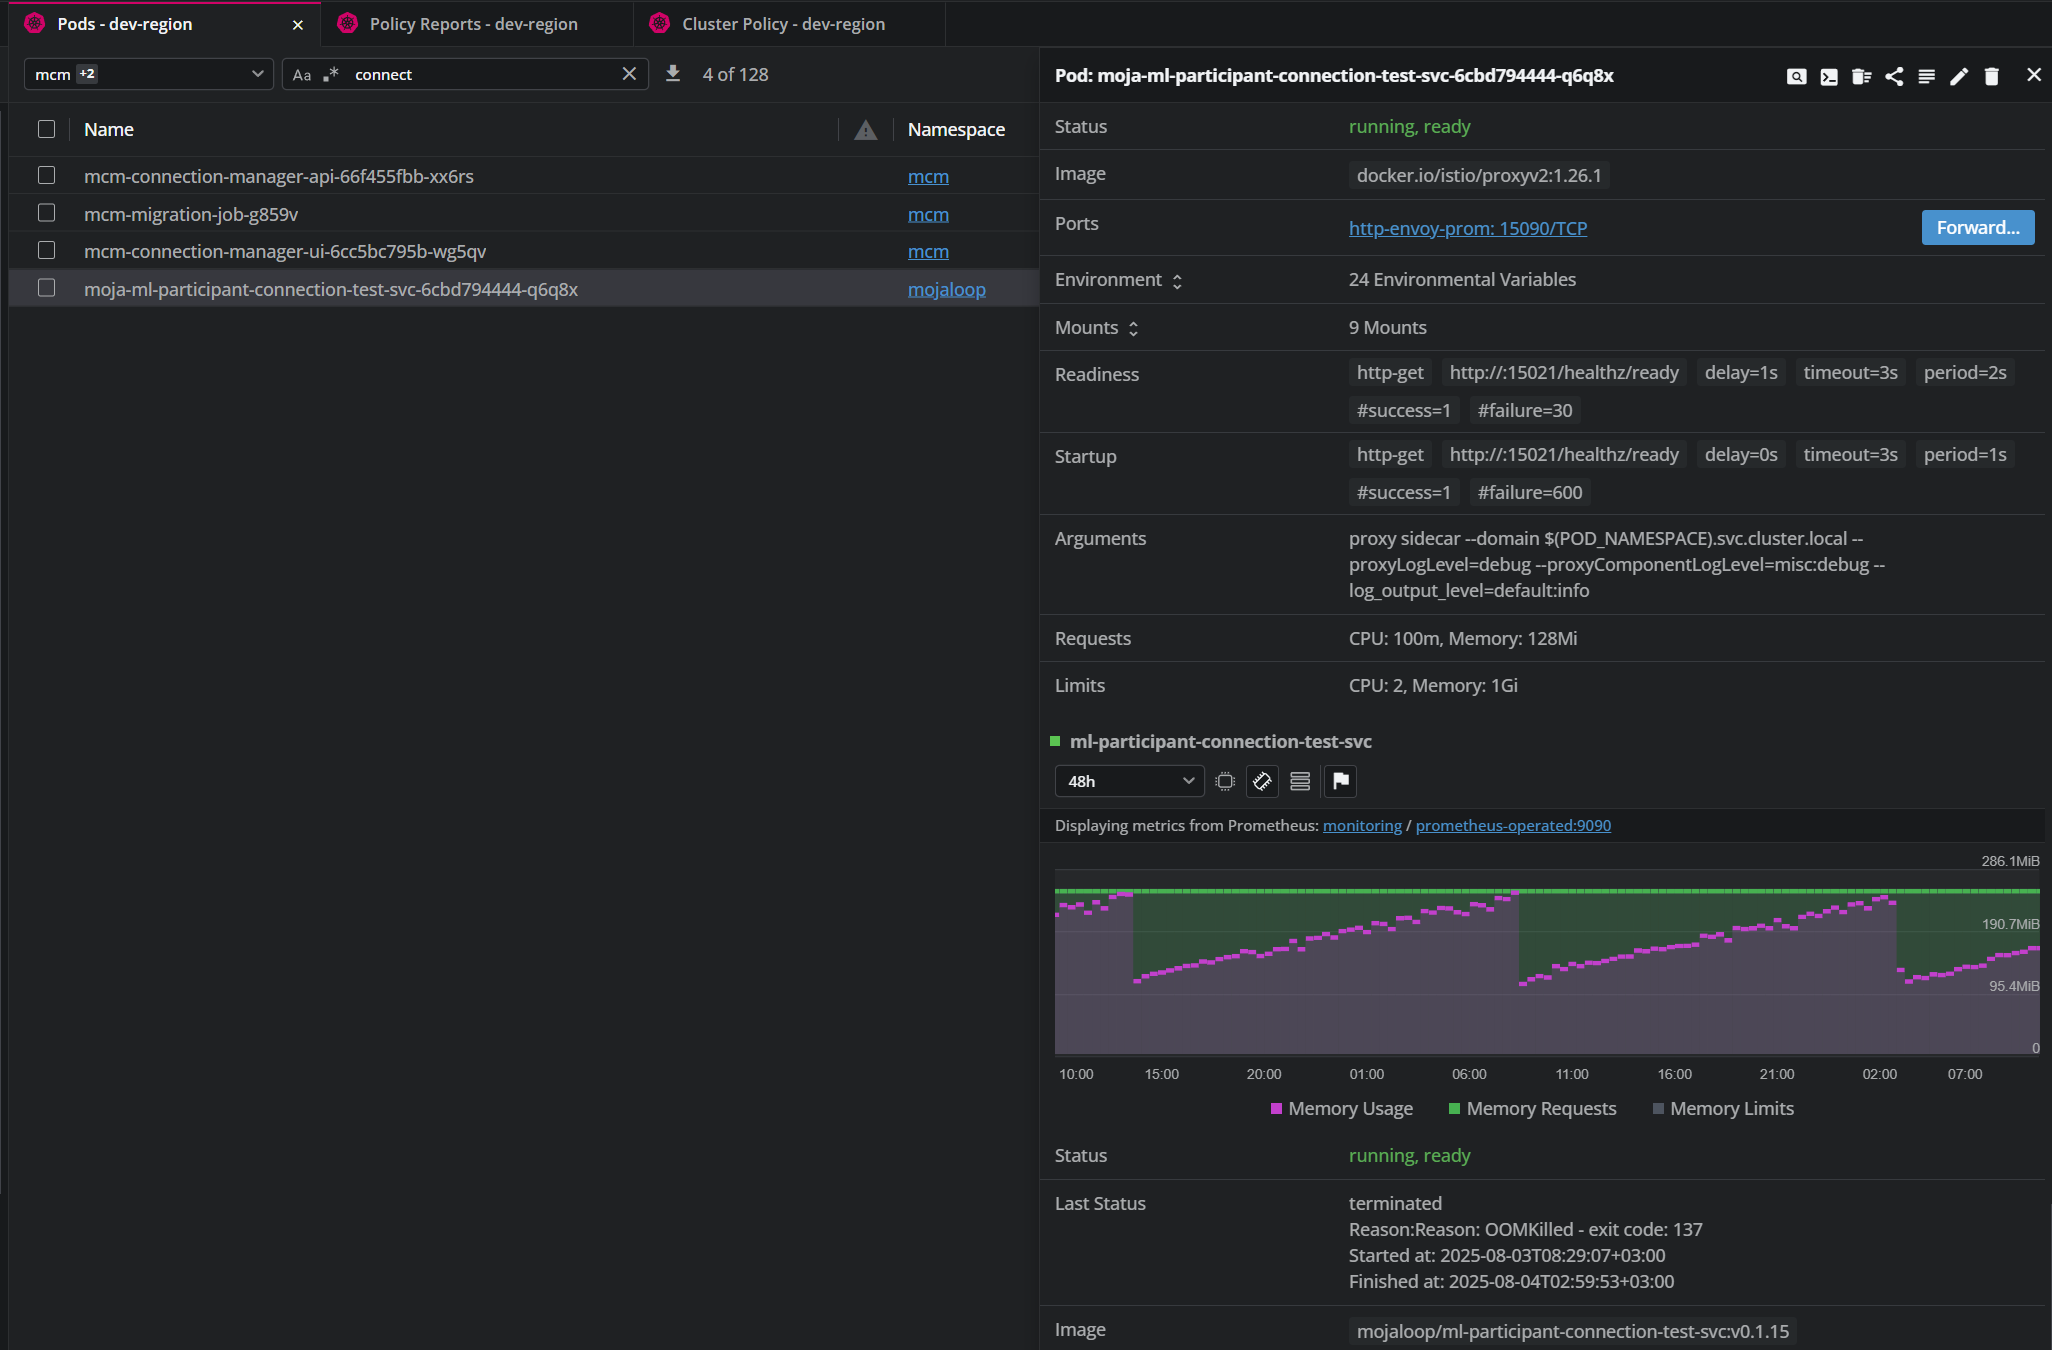 Pods - dev-region
Policy Reports - dev-region
Cluster Policy - dev-region
mcm +2
Aa .* connect
4 of 128
Name
Namespace
mcm-connection-manager-api-66f455fbb-xx6rs mcm
mcm-migration-job-g859v mcm
mcm-connection-manager-ui-6cc5bc795b-wg5qv mcm
moja-ml-participant-connection-test-svc-6cbd794444-q6q8x mojaloop
Pod: moja-ml-participant-connection-test-svc-6cbd794444-q6q8x
Status running, ready
Image docker.io/istio/proxyv2:1.26.1
Ports http-envoy-prom: 15090/TCP Forward...
Environment 24 Environmental Variables
Mounts 9 Mounts
Readiness http-get http://:15021/healthz/ready delay=1s timeout=3s period=2s
#success=1 #failure=30
Startup http-get http://:15021/healthz/ready delay=0s timeout=3s period=1s
#success=1 #failure=600
Arguments proxy sidecar --domain $(POD_NAMESPACE).svc.cluster.local --
proxyLogLevel=debug --proxyComponentLogLevel=misc:debug --
log_output_level=default:info
Requests CPU: 100m, Memory: 128Mi
Limits CPU: 2, Memory: 1Gi
ml-participant-connection-test-svc
48h
Displaying metrics from Prometheus: monitoring / prometheus-operated:9090
286.1MiB
190.7MiB
95.4MiB
0
10:00 15:00 20:00 01:00 06:00 11:00 16:00 21:00 02:00 07:00
Memory Usage Memory Requests Memory Limits
Status running, ready
Last Status terminated
Reason:Reason: OOMKilled - exit code: 137
Started at: 2025-08-03T08:29:07+03:00
Finished at: 2025-08-04T02:59:53+03:00
Image mojaloop/ml-participant-connection-test-svc:v0.1.15